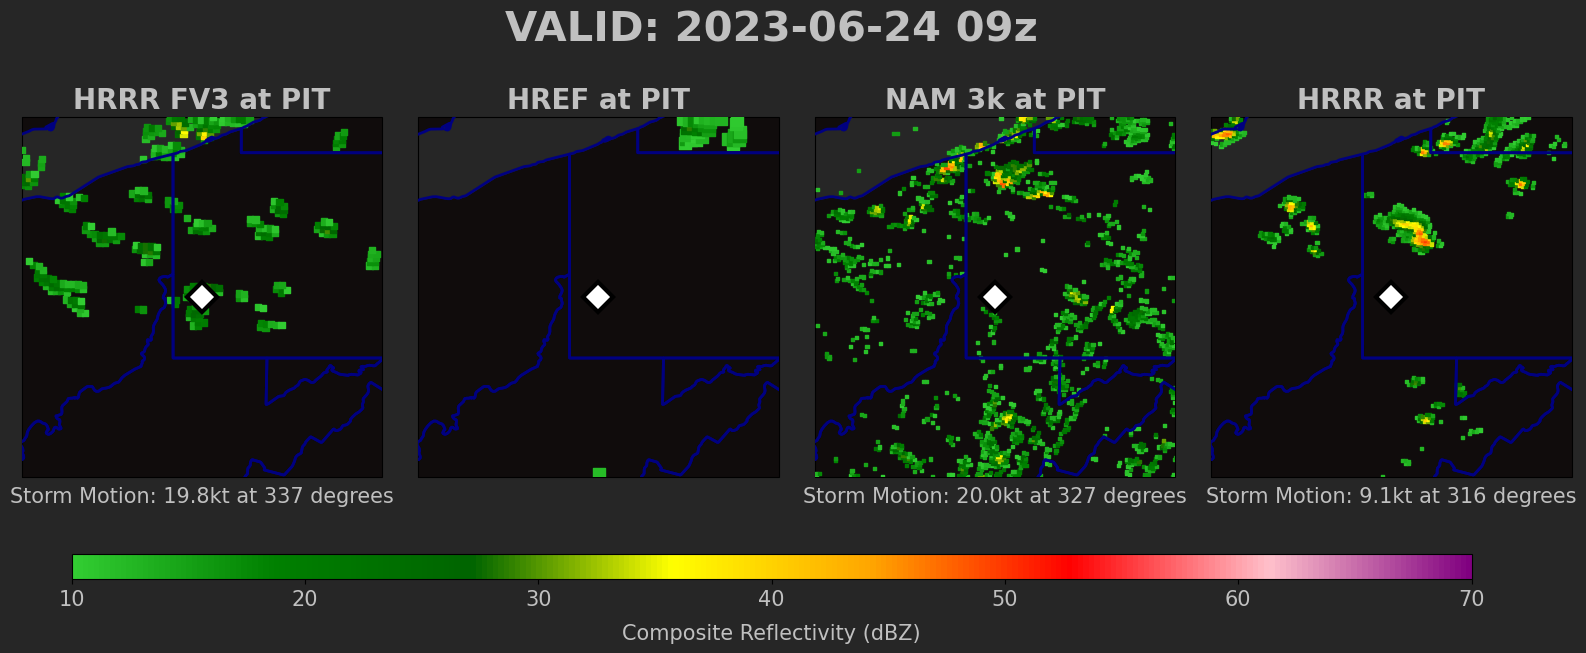 VALID: 2023-06-24 09z
HRRR FV3 at PIT
HREF at PIT
NAM 3k at PIT
HRRR at PIT
Storm Motion: 19.8kt at 337 degrees
Storm Motion: 20.0kt at 327 degrees
Storm Motion: 9.1kt at 316 degrees
10 20 30 40 50 60 70
Composite Reflectivity (dBZ)